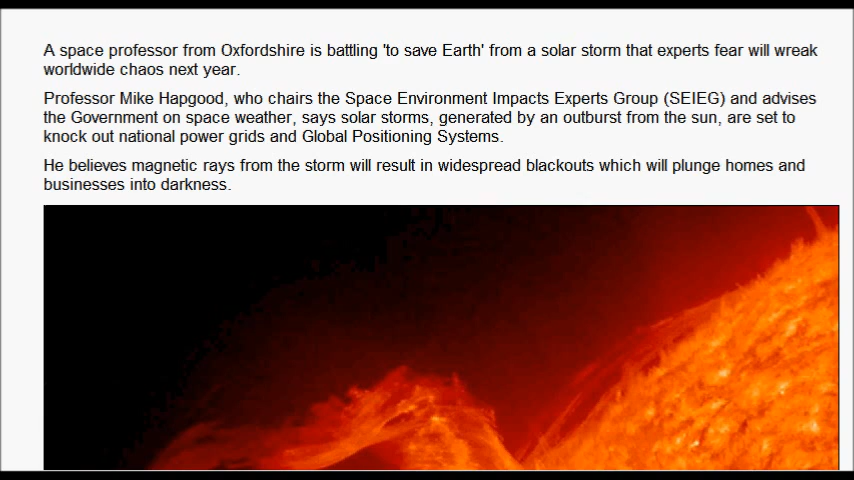 A space professor from Oxfordshire is battling 'to save Earth' from a solar storm that experts fear will wreak
worldwide chaos next year.
Professor Mike Hapgood, who chairs the Space Environment Impacts Experts Group (SEIEG) and advises
the Government on space weather, says solar storms, generated by an outburst from the sun, are set to
knock out national power grids and Global Positioning Systems.
He believes magnetic rays from the storm will result in widespread blackouts which will plunge homes and
businesses into darkness.